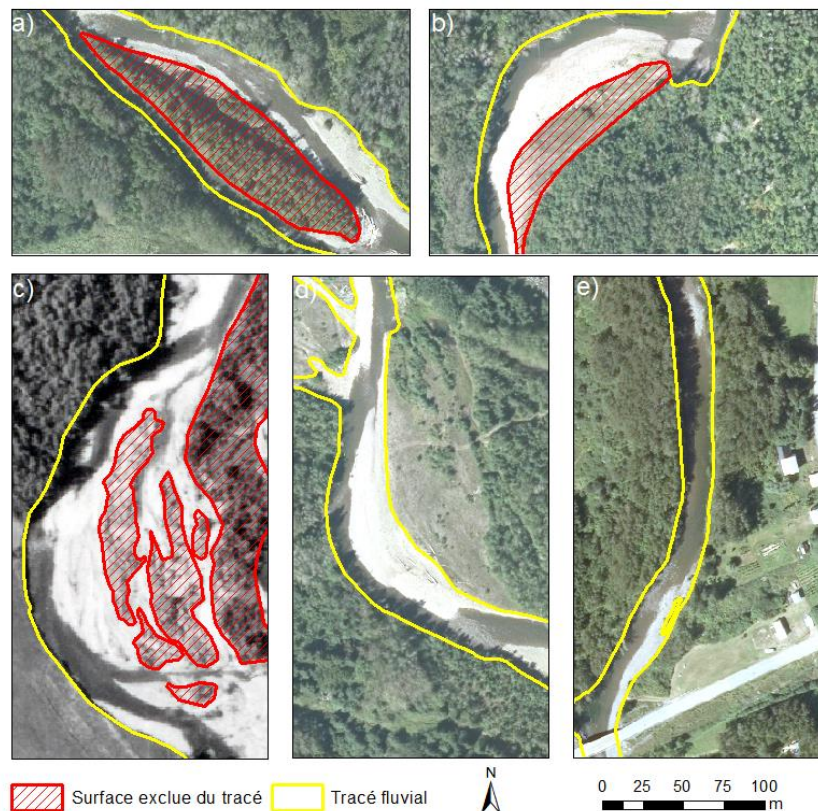 a)
b)
c)
d)
e)
Surface exclue du tracé
Tracé fluvial
N
0 25 50 75 100
m